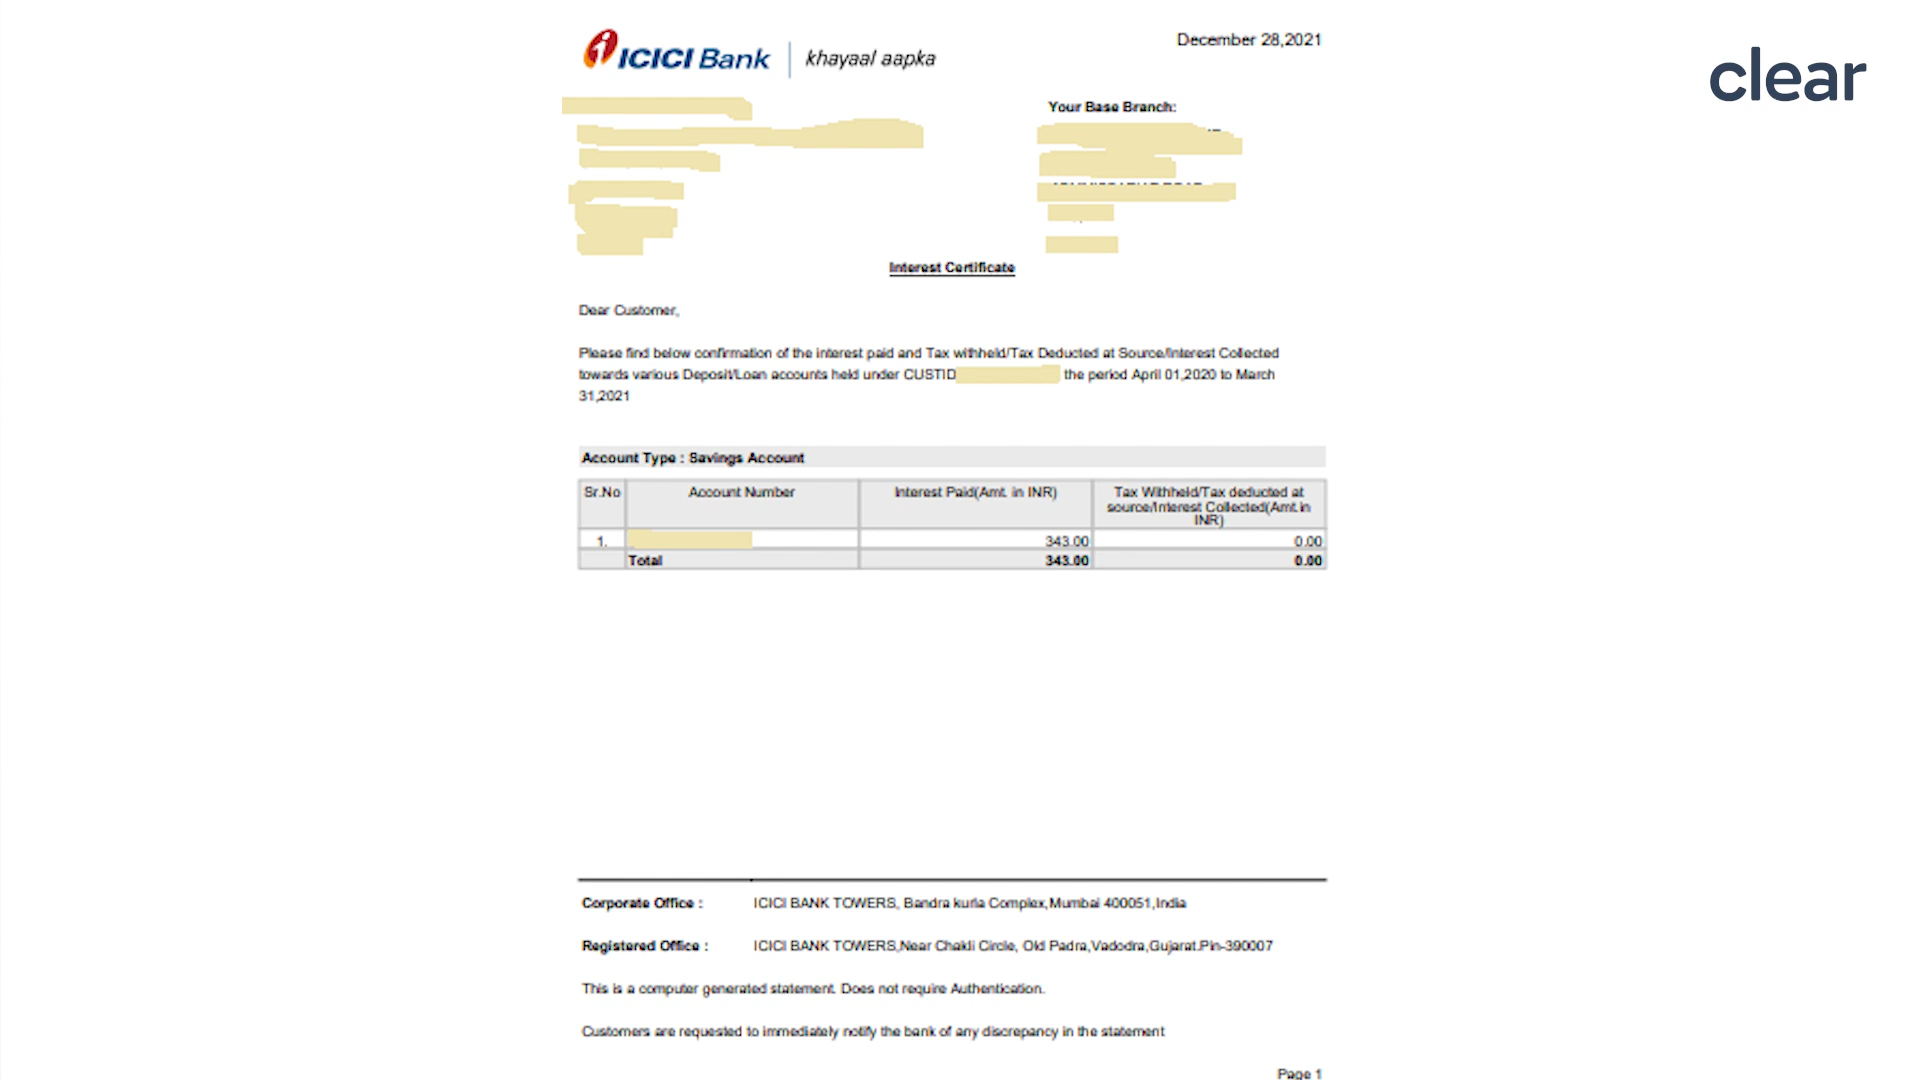 ICICI Bank khayaal aapka
December 28,2021
clear
Your Base Branch:
Interest Certificate
Dear Customer,
Please find below confirmation of the interest paid and Tax withheld/Tax Deducted at Source/Interest Collected
towards various Deposit/Loan accounts held under CUSTID the period April 01,2020 to March
31,2021
Account Type : Savings Account
Sr.No Account Number Interest Paid(Amt. in INR) Tax Withheld/Tax deducted at
source/Interest Collected(Amt.in
INR)
1. 343.00 0.00
Total 343.00 0.00
Corporate Office : ICICI BANK TOWERS, Bandra kurla Complex,Mumbai 400051,India
Registered Office : ICICI BANK TOWERS,Near Chakli Circle, Old Padra,Vadodra,Gujarat.Pin-390007
This is a computer generated statement. Does not require Authentication.
Customers are requested to immediately notify the bank of any discrepancy in the statement
Page 1